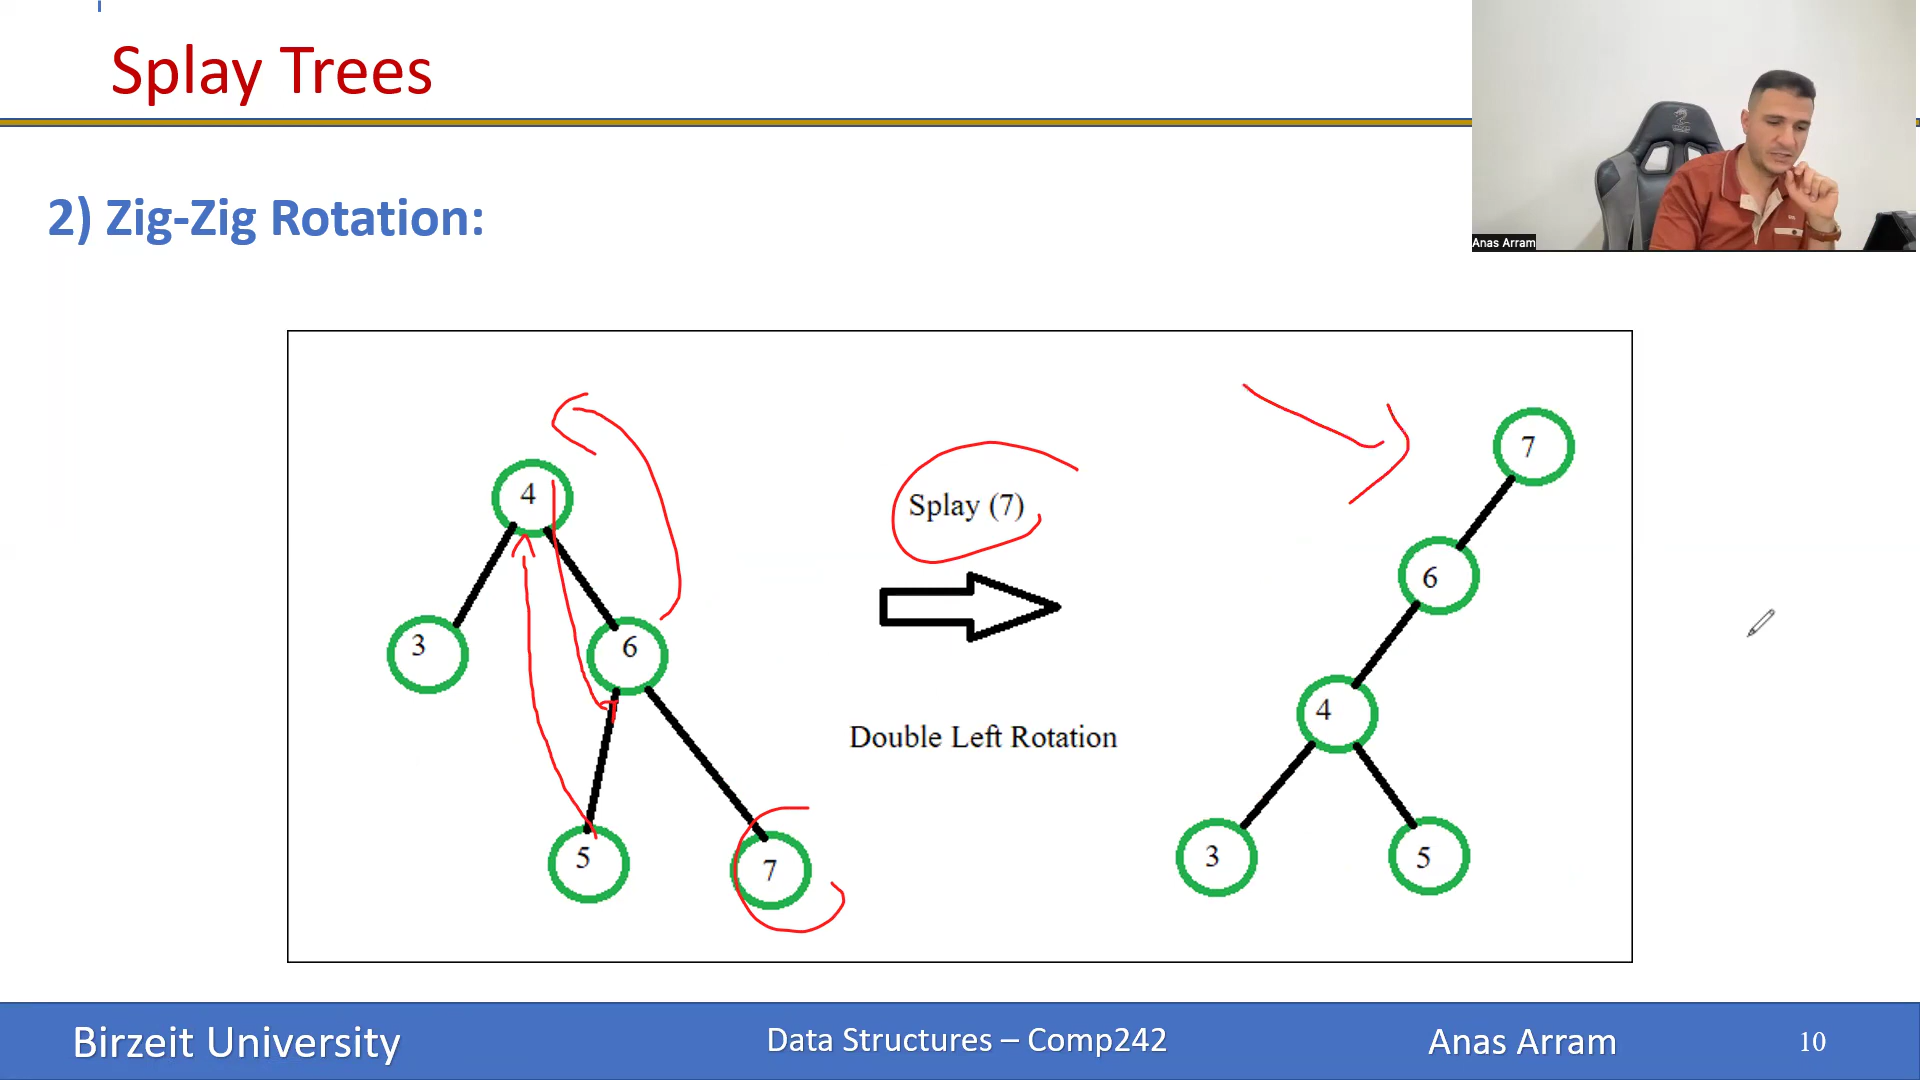 Splay Trees
Anas Arram
2) Zig-Zig Rotation:
4
3
6
5
7
Splay (7)
Double Left Rotation
7
6
4
3
5
Birzeit University
Data Structures – Comp242
Anas Arram
10